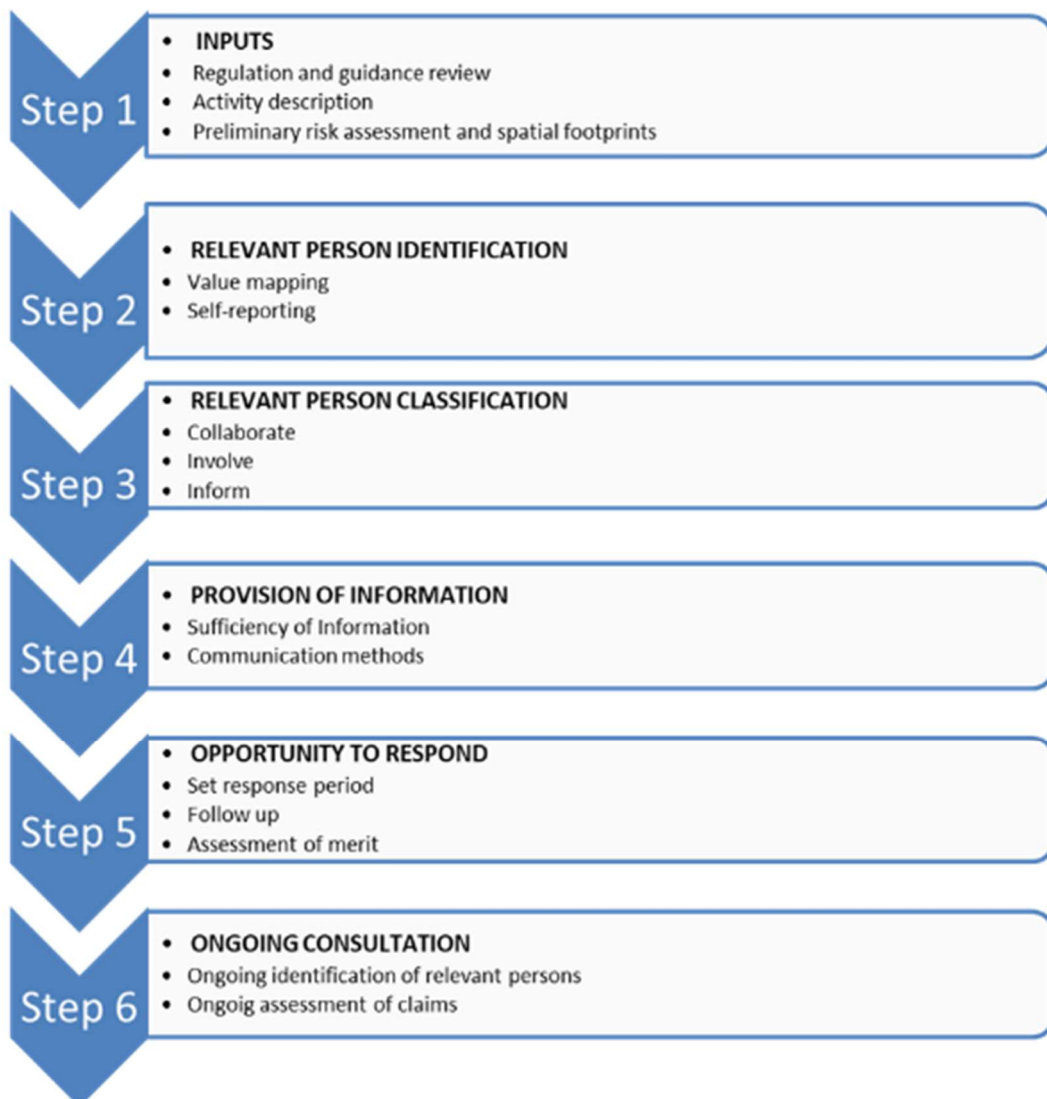 Step 1
• INPUTS
• Regulation and guidance review
• Activity description
• Preliminary risk assessment and spatial footprints
Step 2
• RELEVANT PERSON IDENTIFICATION
• Value mapping
• Self-reporting
Step 3
• RELEVANT PERSON CLASSIFICATION
• Collaborate
• Involve
• Inform
Step 4
• PROVISION OF INFORMATION
• Sufficiency of Information
• Communication methods
Step 5
• OPPORTUNITY TO RESPOND
• Set response period
• Follow up
• Assessment of merit
Step 6
• ONGOING CONSULTATION
• Ongoing identification of relevant persons
• Ongoig assessment of claims